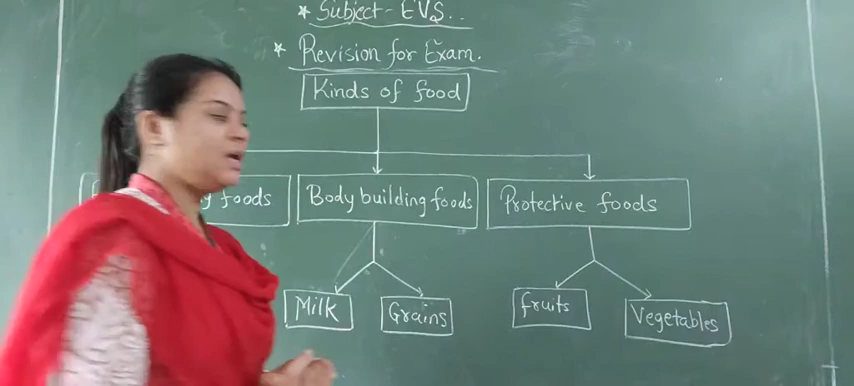 * Subject- EVS..
* Revision for Exam.
Kinds of food
foods
Body building foods
Protective foods
Milk
Grains
fruits
Vegetables